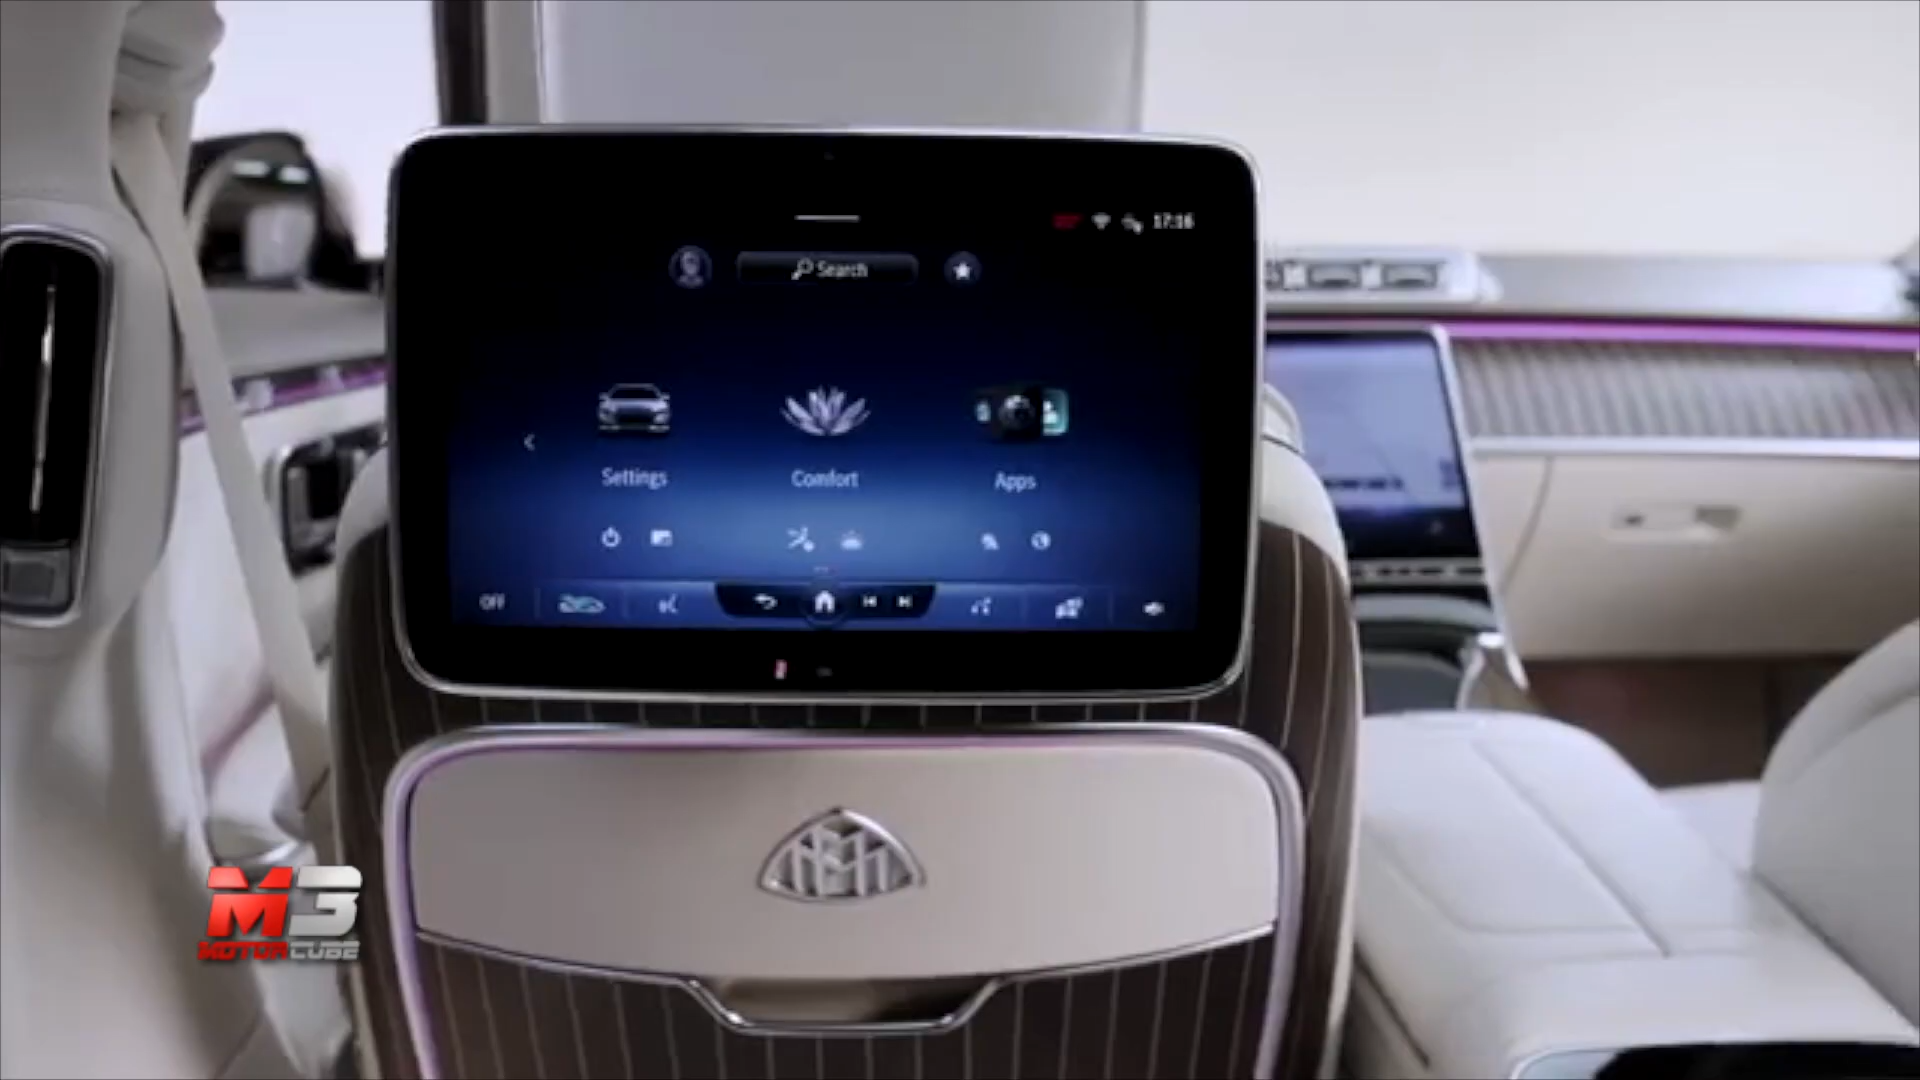 17:16
Search
Settings
Comfort
Apps
OFF
M3
MOTORCUBE